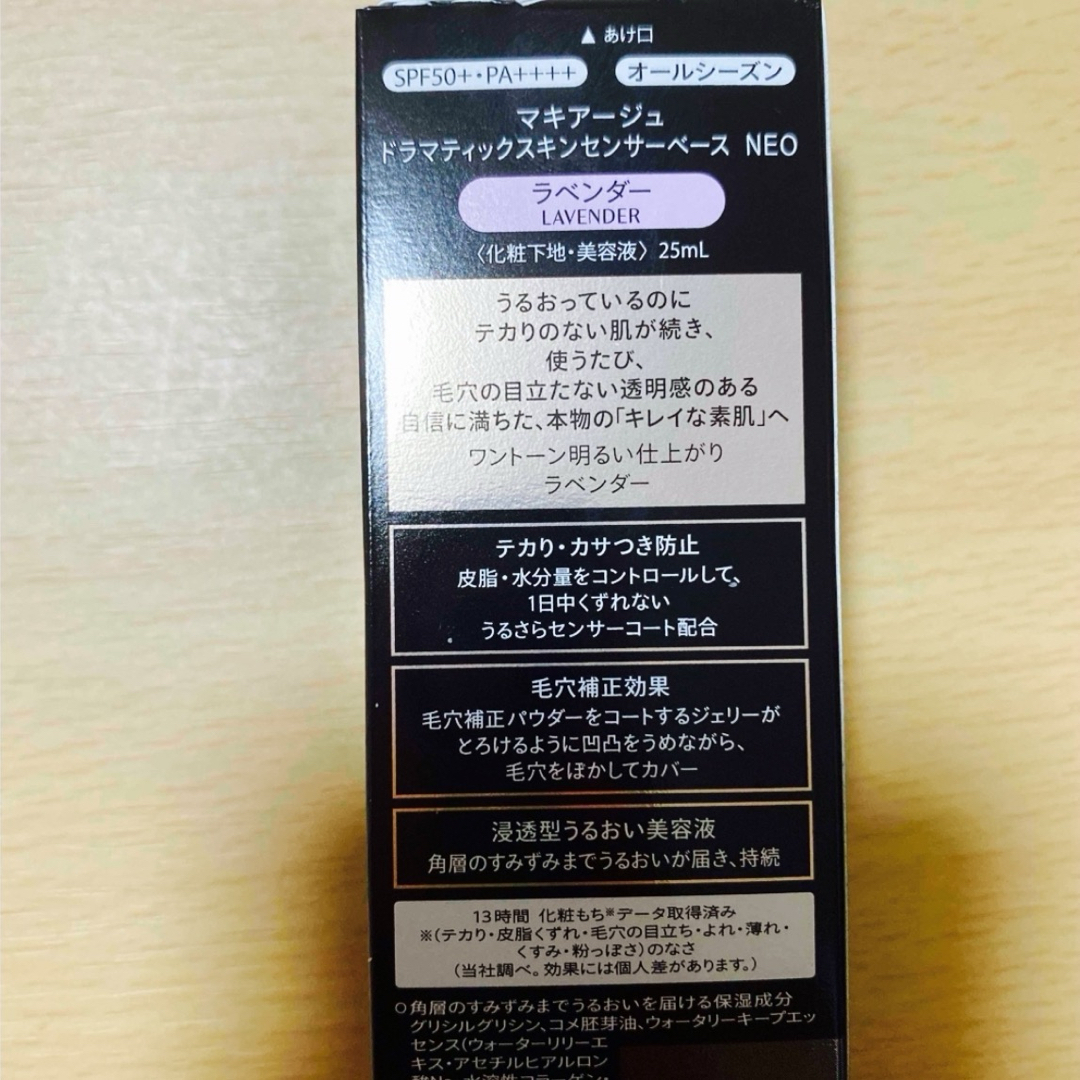 ▲ あけ口
SPF50+・PA++++ オールシーズン
マキアージュ
ドラマティックスキンセンサーベース NEO
ラベンダー
LAVENDER
〈化粧下地・美容液〉 25mL
うるおっているのに
テカりのない肌が続き、
使うたび、
毛穴の目立たない透明感のある
自信に満ちた、本物の「キレイな素肌」へ
ワントーン明るい仕上がり
ラベンダー
テカり・カサつき防止
皮脂・水分量をコントロールして、
1日中くずれない
うるさらセンサーコート配合
毛穴補正効果
毛穴補正パウダーをコートするジェリーが
とろけるように凹凸をうめながら、
毛穴をぼかしてカバー
浸透型うるおい美容液
角層のすみずみまでうるおいが届き、持続
13時間 化粧もち※データ取得済み
※(テカり・皮脂くずれ・毛穴の目立ち・よれ・薄れ・
くすみ・粉っぽさ)のなさ
(当社調べ。効果には個人差があります。)
○角層のすみずみまでうるおいを届ける保湿成分
グリシルグリシン、コメ胚芽油、ウォータリーキープエッ
センス(ウォーターリリーエ
キス・アセチルヒアルロン
酸Na、水溶性コラーゲン・